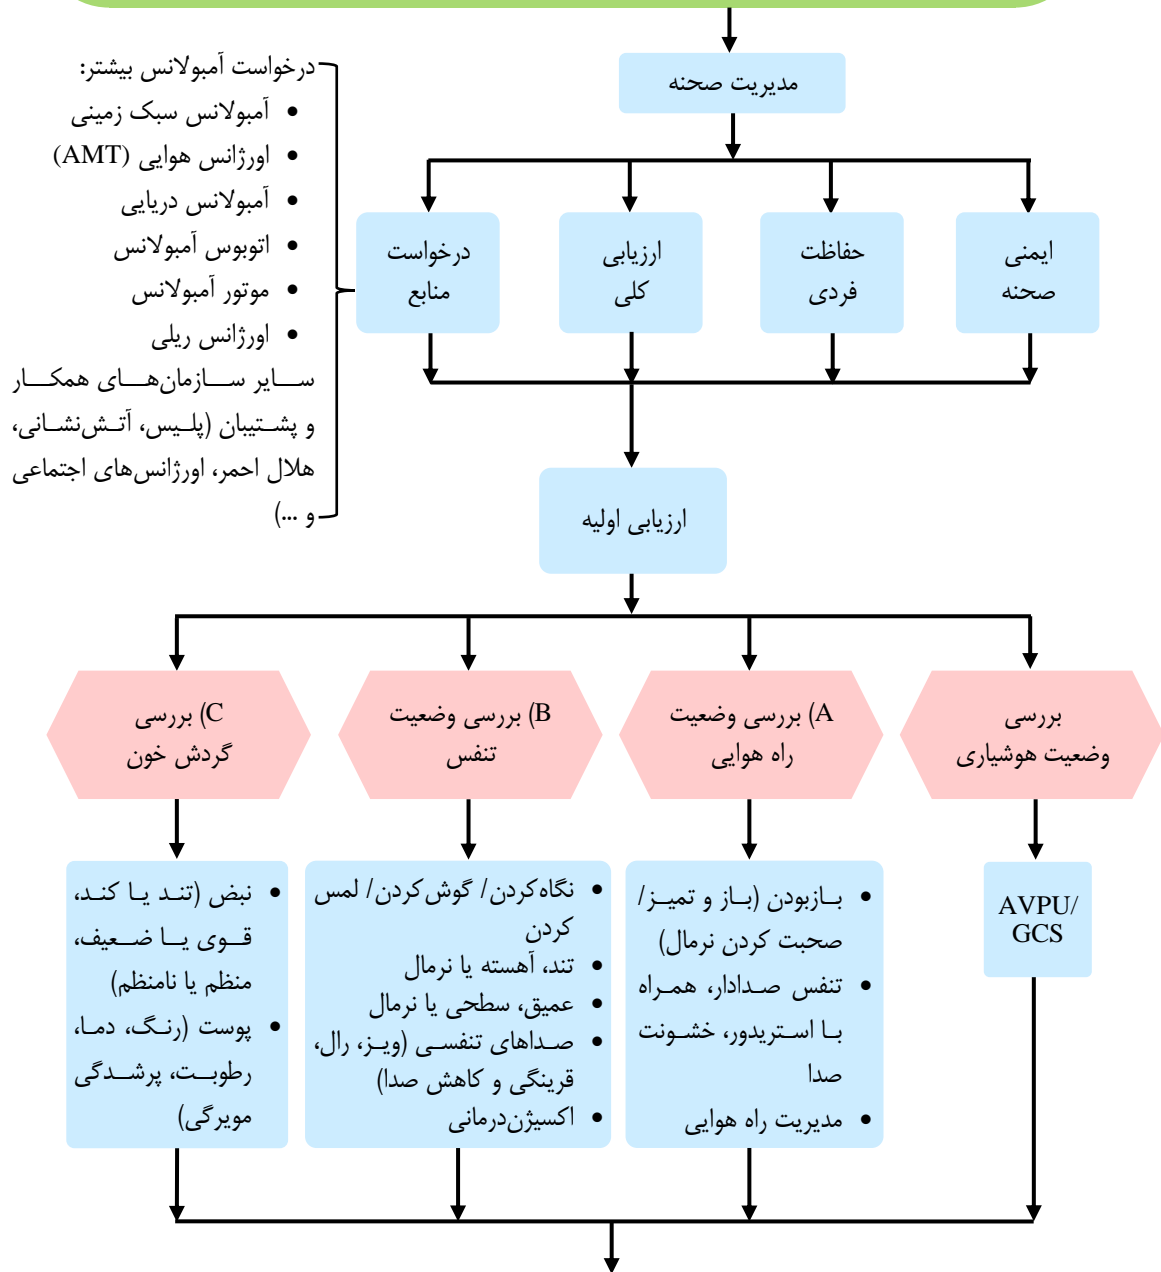 مدیریت صحنه
ایمنی
صحنه
حفاظت
فردی
ارزیابی
کلی
درخواست
منابع
درخواست آمبولانس بیشتر:
• آمبولانس سبک زمینی
• اورژانس هوایی (AMT)
• آمبولانس دریایی
• اتوبوس آمبولانس
• موتور آمبولانس
• اورژانس ریلی
سایر سازمان‌های همکار
و پشتیبان (پلیس، آتش‌نشانی،
هلال احمر، اورژانس‌های اجتماعی
و ...)
ارزیابی اولیه
بررسی
وضعیت هوشیاری
A) بررسی وضعیت
راه هوایی
B) بررسی وضعیت
تنفس
C) بررسی
گردش خون
AVPU/
GCS
• بازبودن (باز و تمیز/
صحبت کردن نرمال)
• تنفس صدادار، همراه
با استریدور، خشونت
صدا
• مدیریت راه هوایی
• نگاه‌کردن/ گوش‌کردن/ لمس
کردن
• تند، آهسته یا نرمال
• عمیق، سطحی یا نرمال
• صداهای تنفسی (ویز، رال،
قرینگی و کاهش صدا)
• اکسیژن‌درمانی
• نبض (تند یا کند،
قوی یا ضعیف،
منظم یا نامنظم)
• پوست (رنگ، دما،
رطوبت، پرشدگی
مویرگی)